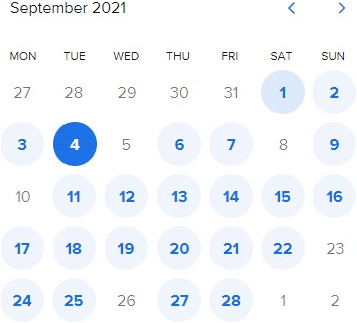 September 2021
MON TUE WED THU FRI SAT SUN
27 28 29 30 31 1 2
3 4 5 6 7 8 9
10 11 12 13 14 15 16
17 18 19 20 21 22 23
24 25 26 27 28 1 2